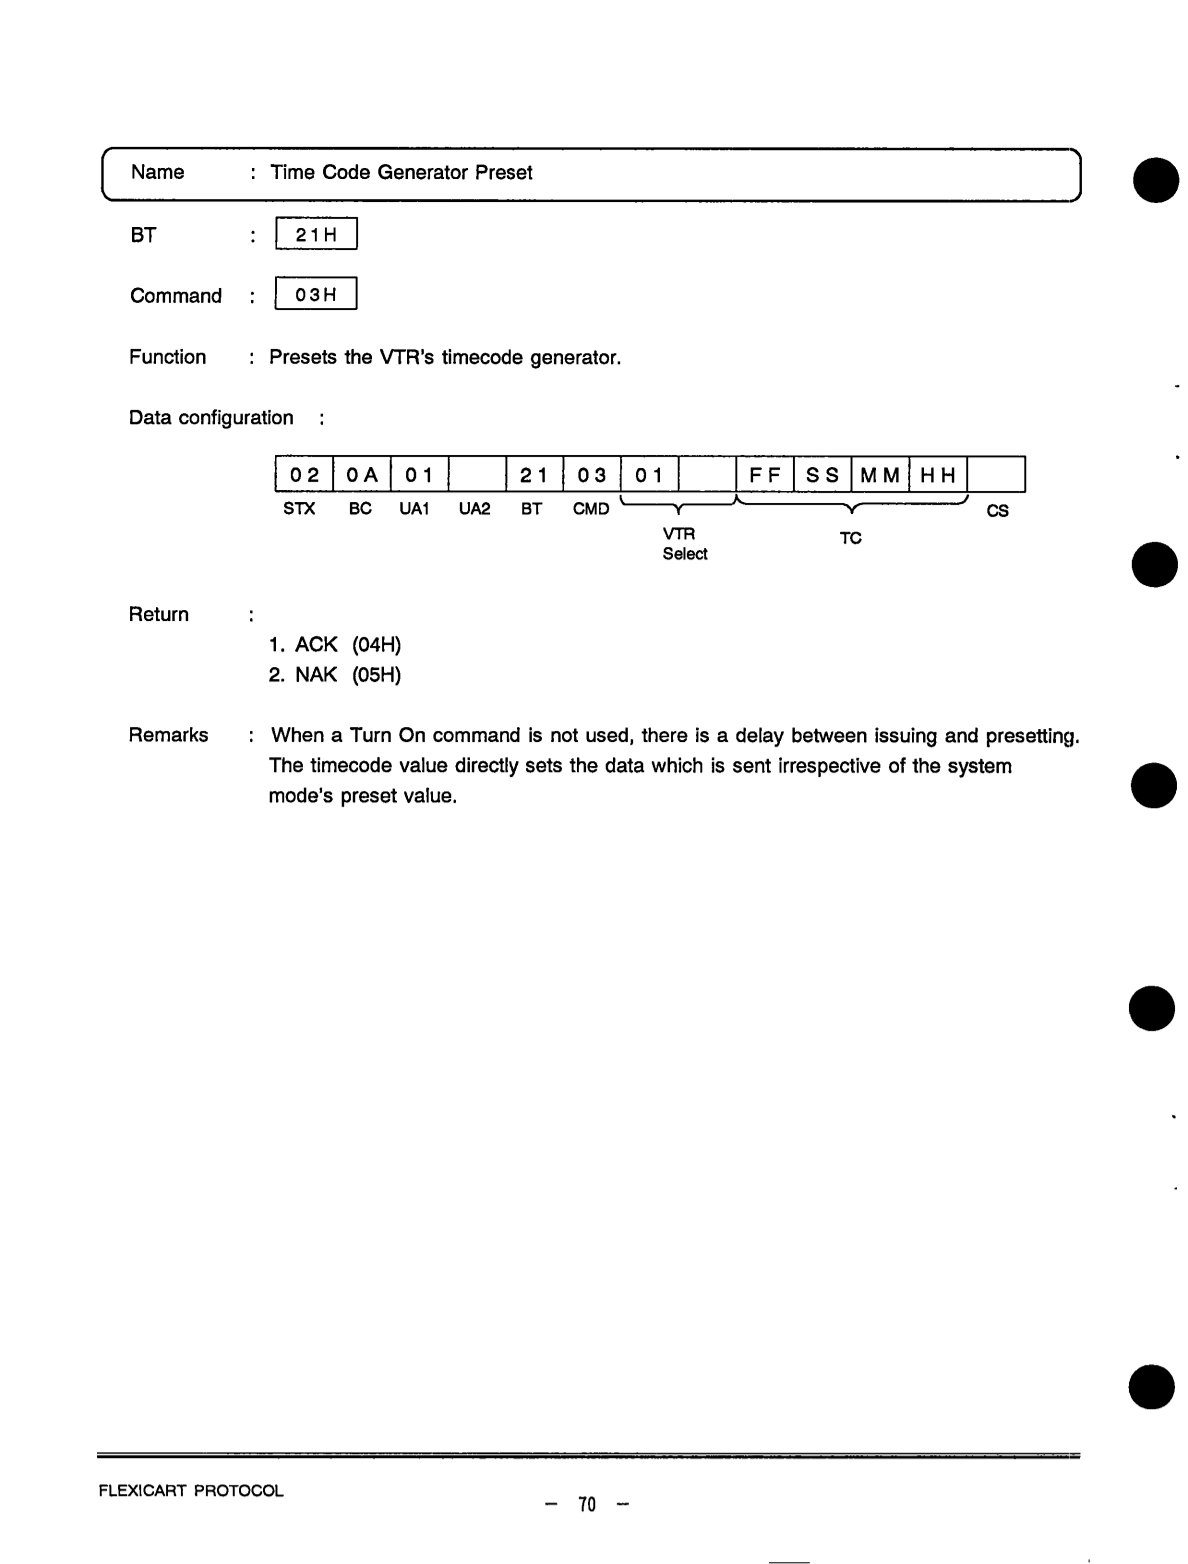 Name : Time Code Generator Preset
BT : 21H
Command : 03H
Function : Presets the VTR's timecode generator.
Data configuration :
02 0A 01 21 03 01 FF SS MM HH
STX BC UA1 UA2 BT CMD VTR Select TC CS
Return :
1. ACK (04H)
2. NAK (05H)
Remarks : When a Turn On command is not used, there is a delay between issuing and presetting.
The timecode value directly sets the data which is sent irrespective of the system
mode's preset value.
FLEXICART PROTOCOL
– 70 –